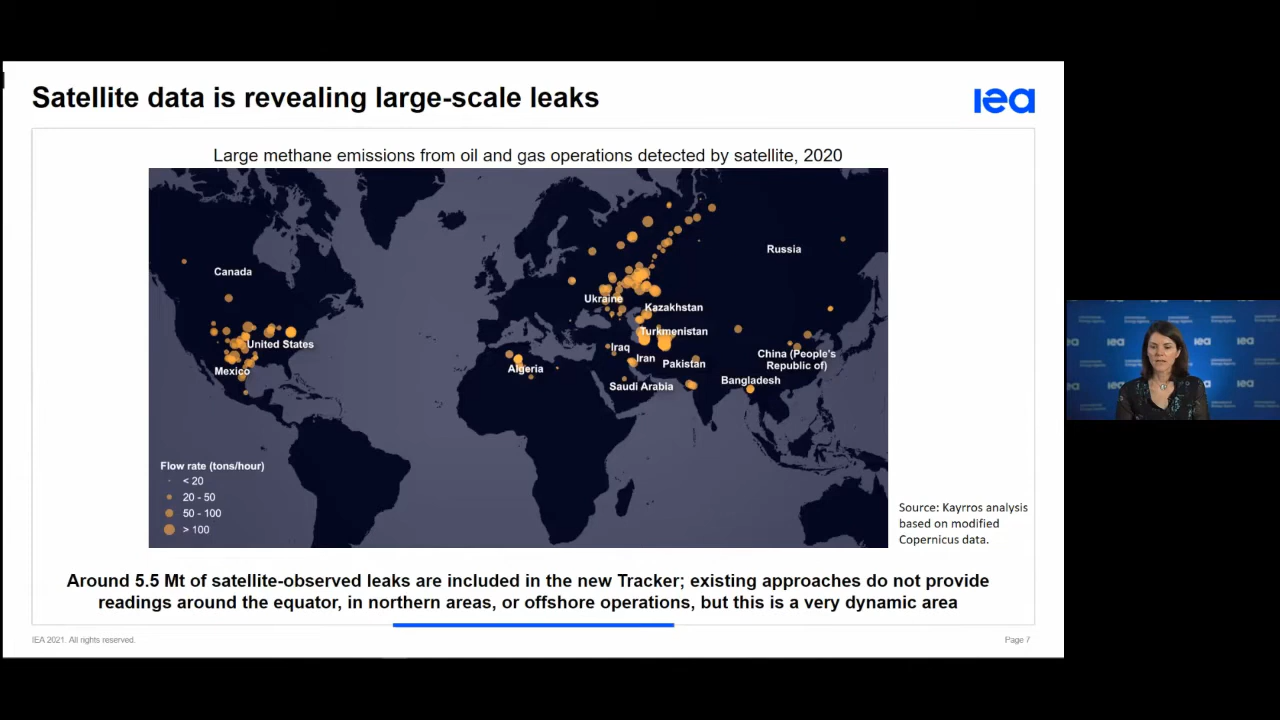 Satellite data is revealing large-scale leaks
iea
Large methane emissions from oil and gas operations detected by satellite, 2020
Canada
Russia
Ukraine
Kazakhstan
Turkmenistan
United States
Iraq
Iran
Pakistan
China (People's
Republic of)
Mexico
Algeria
Saudi Arabia
Bangladesh
Flow rate (tons/hour)
< 20
20 - 50
50 - 100
> 100
Source: Kayrros analysis
based on modified
Copernicus data.
Around 5.5 Mt of satellite-observed leaks are included in the new Tracker; existing approaches do not provide
readings around the equator, in northern areas, or offshore operations, but this is a very dynamic area
IEA 2021. All rights reserved.
Page 7
iea
iea
iea